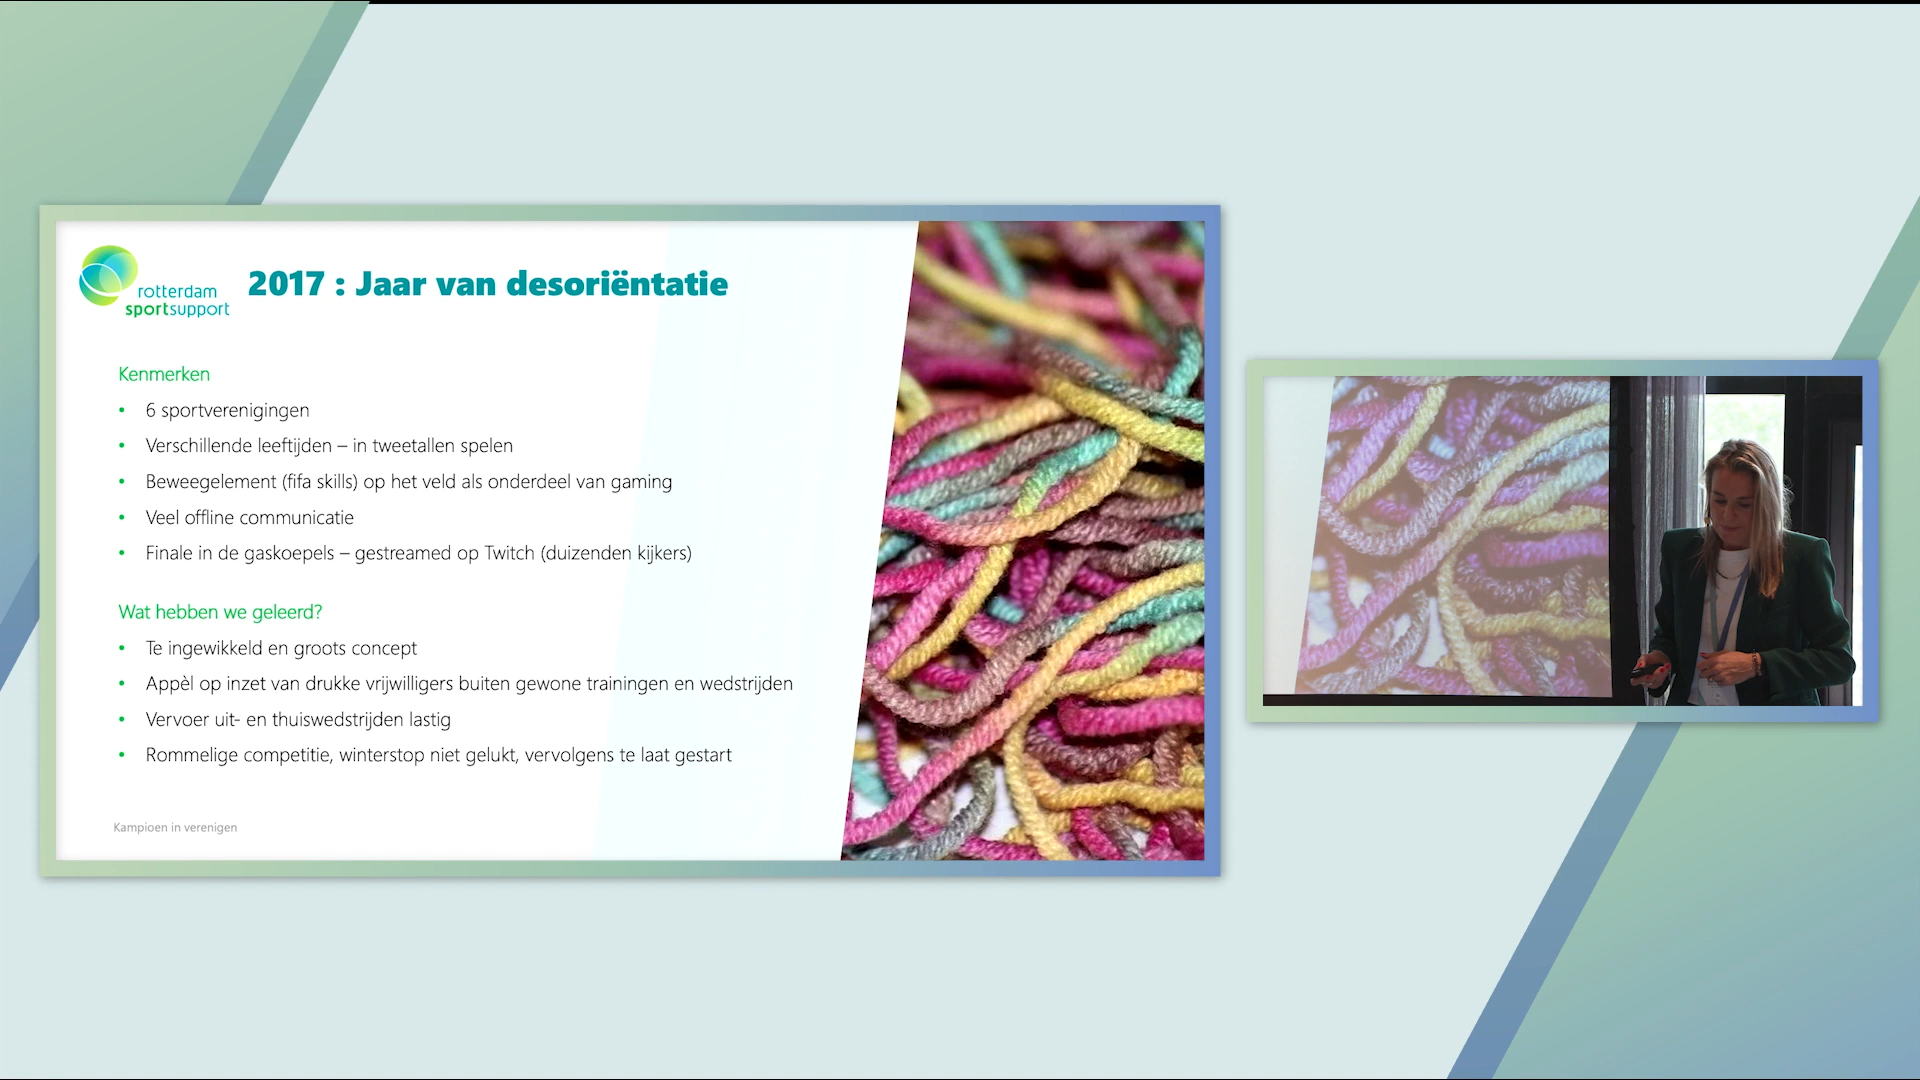 rotterdam
sportsupport
2017 : Jaar van desoriëntatie
Kenmerken
• 6 sportverenigingen
• Verschillende leeftijden – in tweetallen spelen
• Beweegelement (fifa skills) op het veld als onderdeel van gaming
• Veel offline communicatie
• Finale in de gaskoepels – gestreamed op Twitch (duizenden kijkers)
Wat hebben we geleerd?
• Te ingewikkeld en groots concept
• Appèl op inzet van drukke vrijwilligers buiten gewone trainingen en wedstrijden
• Vervoer uit- en thuiswedstrijden lastig
• Rommelige competitie, winterstop niet gelukt, vervolgens te laat gestart
Kampioen in verenigen